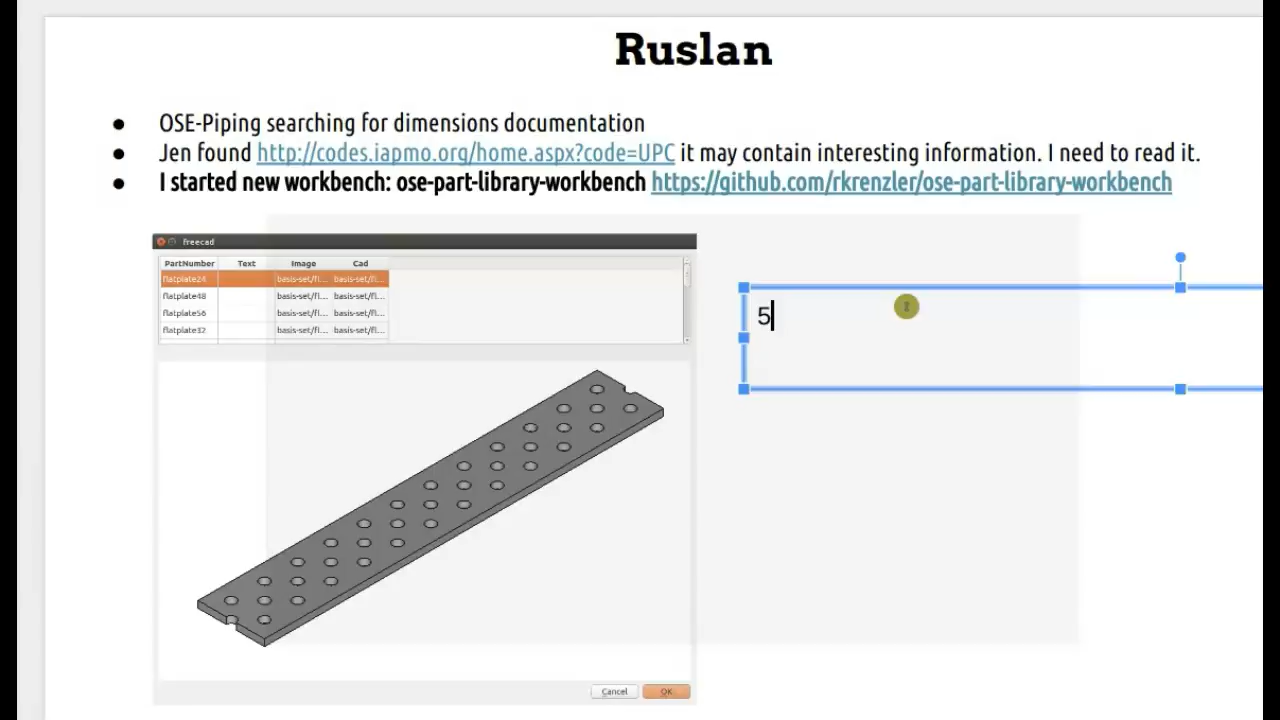 Ruslan
● OSE-Piping searching for dimensions documentation
● Jen found http://codes.iapmo.org/home.aspx?code=UPC it may contain interesting information. I need to read it.
● I started new workbench: ose-part-library-workbench https://github.com/rkrenzler/ose-part-library-workbench
freecad
PartNumber Text Image Cad
flatplate24 basis-set/fl... basis-set/fl...
flatplate48 basis-set/fl... basis-set/fl...
flatplate56 basis-set/fl... basis-set/fl...
flatplate32 basis-set/fl... basis-set/fl...
5
Cancel OK